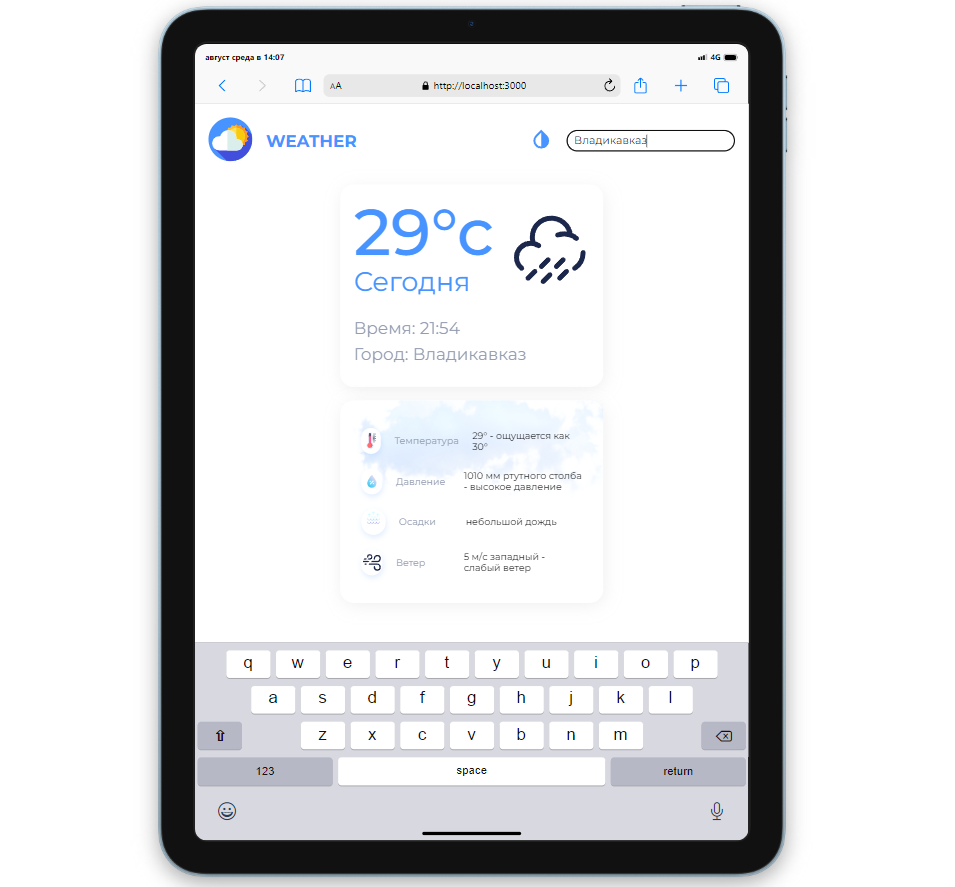 август среда в 14:07
4G
AA
http://localhost:3000
WEATHER
Владикавказ
29°c
Сегодня
Время: 21:54
Город: Владикавказ
Температура
29° - ощущается как
30°
Давление
1010 мм ртутного столба
- высокое давление
Осадки
небольшой дождь
Ветер
5 м/с западный -
слабый ветер
q w e r t y u i o p
a s d f g h j k l
z x c v b n m
123 space return